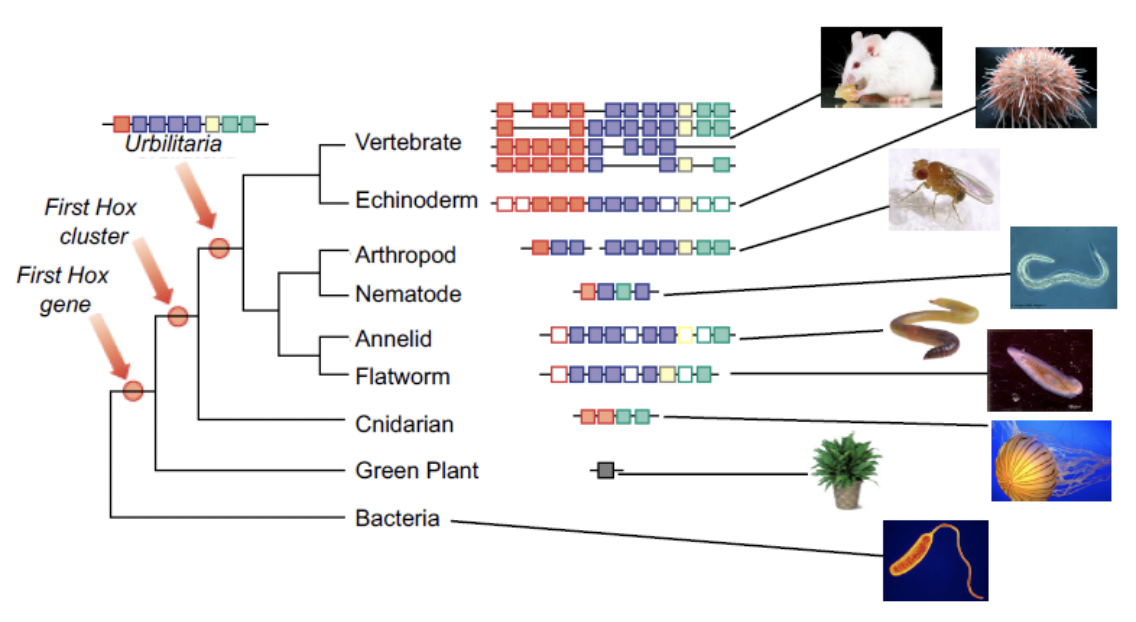 Urbilitaria
First Hox
cluster
First Hox
gene
Vertebrate
Echinoderm
Arthropod
Nematode
Annelid
Flatworm
Cnidarian
Green Plant
Bacteria